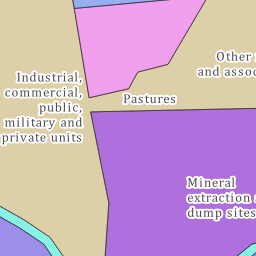 Other
and assoc
Industrial,
commercial,
public,
military and
private units
Pastures
Mineral
extraction
dump sites